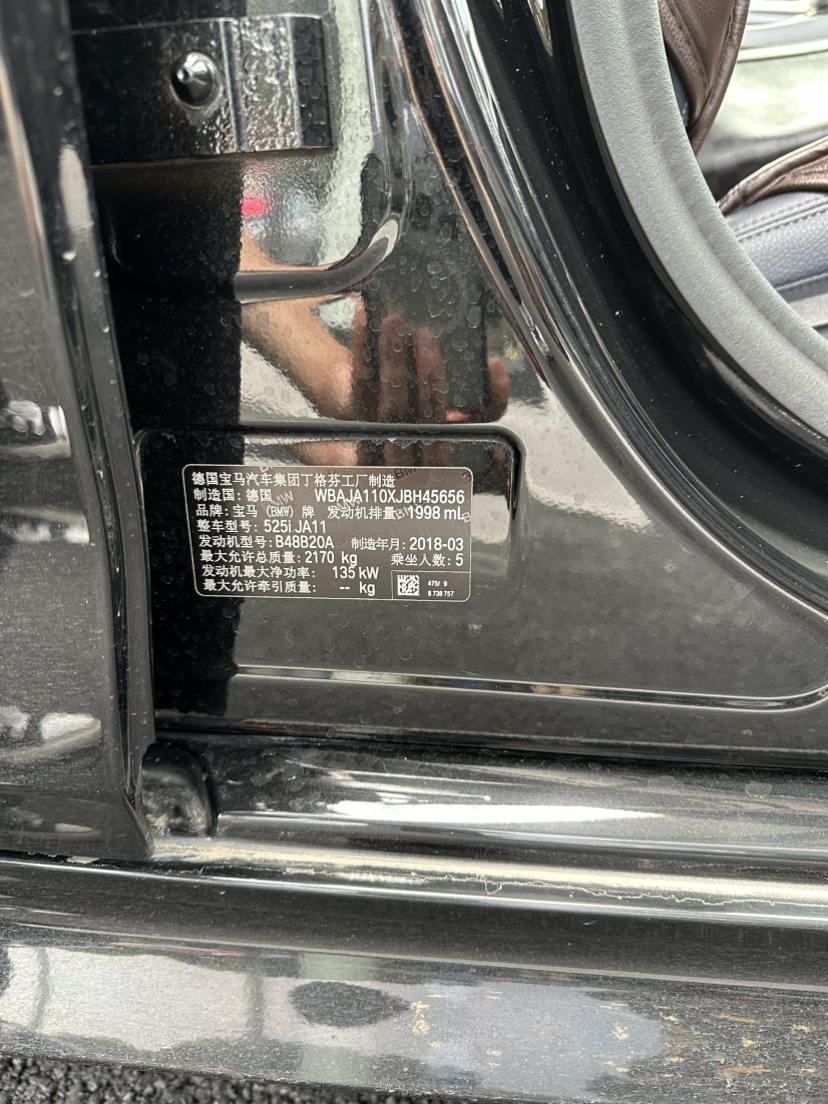 德国宝马汽车集团丁格芬工厂制造
制造国: 德国 WBAJA110XJBH45656
品牌: 宝马 (BMW) 牌 发动机排量: 1998 mL
整车型号: 525i JA11
发动机型号: B48B20A 制造年月: 2018-03
最大允许总质量: 2170 kg 乘坐人数: 5
发动机最大净功率: 135 kW
最大允许牵引质量: -- kg
475/ 9
8 738 757